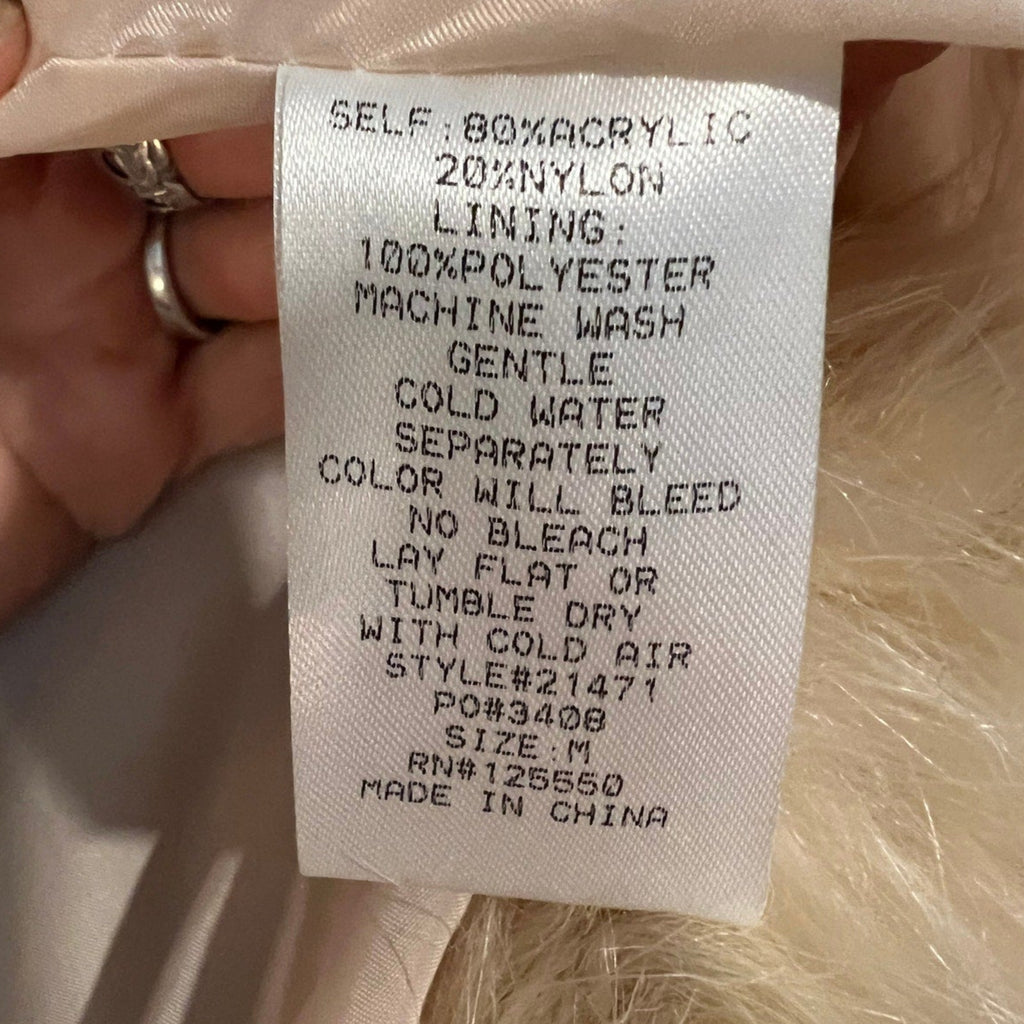 SELF:80%ACRYLIC
20%NYLON
LINING:
100%POLYESTER
MACHINE WASH
GENTLE
COLD WATER
SEPARATELY
COLOR WILL BLEED
NO BLEACH
LAY FLAT OR
TUMBLE DRY
WITH COLD AIR
STYLE#21471
PO#3408
SIZE:M
RN#125550
MADE IN CHINA